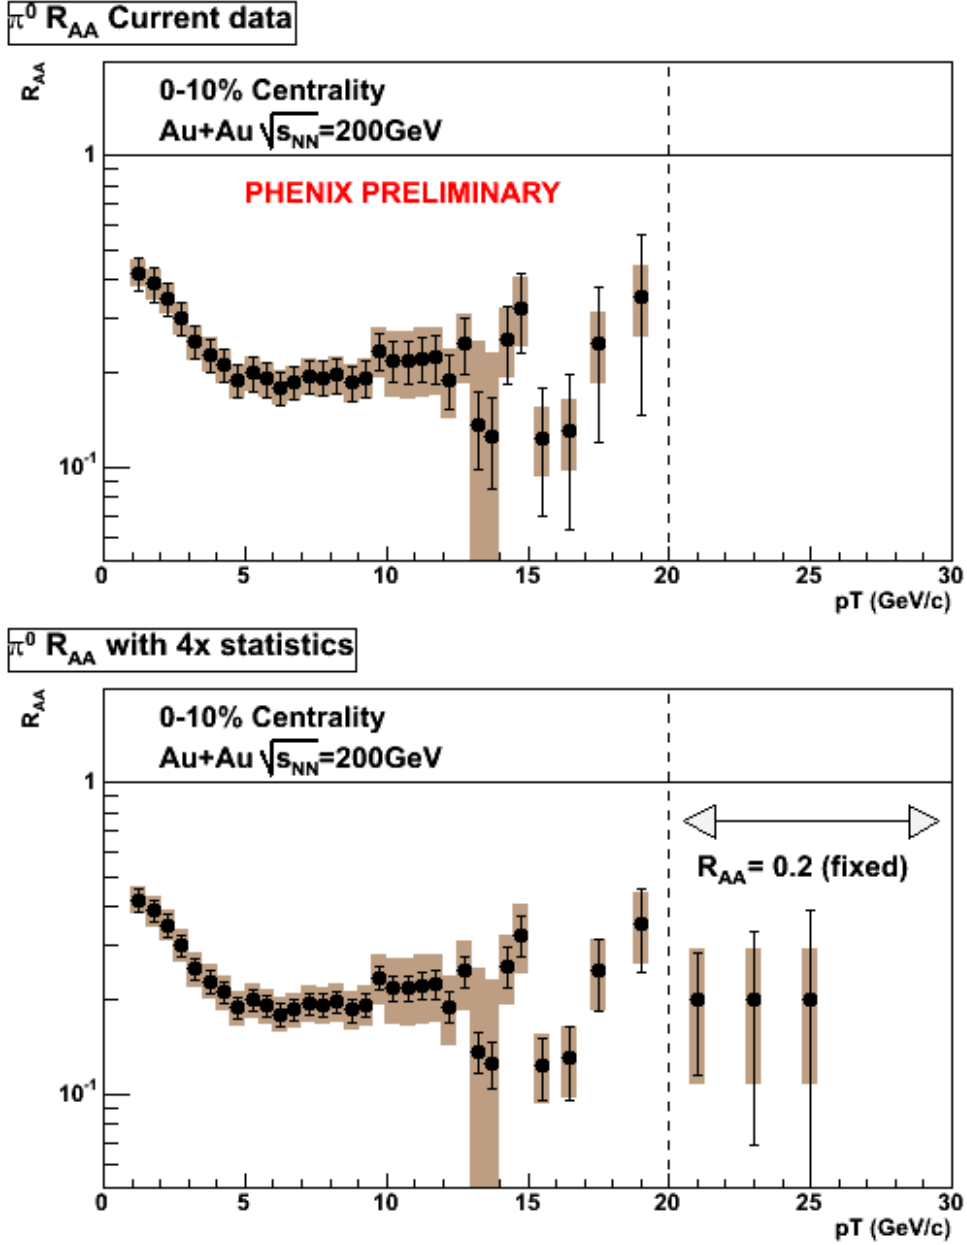 π⁰ R_AA Current data
R_AA
0-10% Centrality
Au+Au √s_NN=200GeV
1
PHENIX PRELIMINARY
10⁻¹
0 5 10 15 20 25 30
pT (GeV/c)
π⁰ R_AA with 4x statistics
R_AA
0-10% Centrality
Au+Au √s_NN=200GeV
1
R_AA= 0.2 (fixed)
10⁻¹
0 5 10 15 20 25 30
pT (GeV/c)